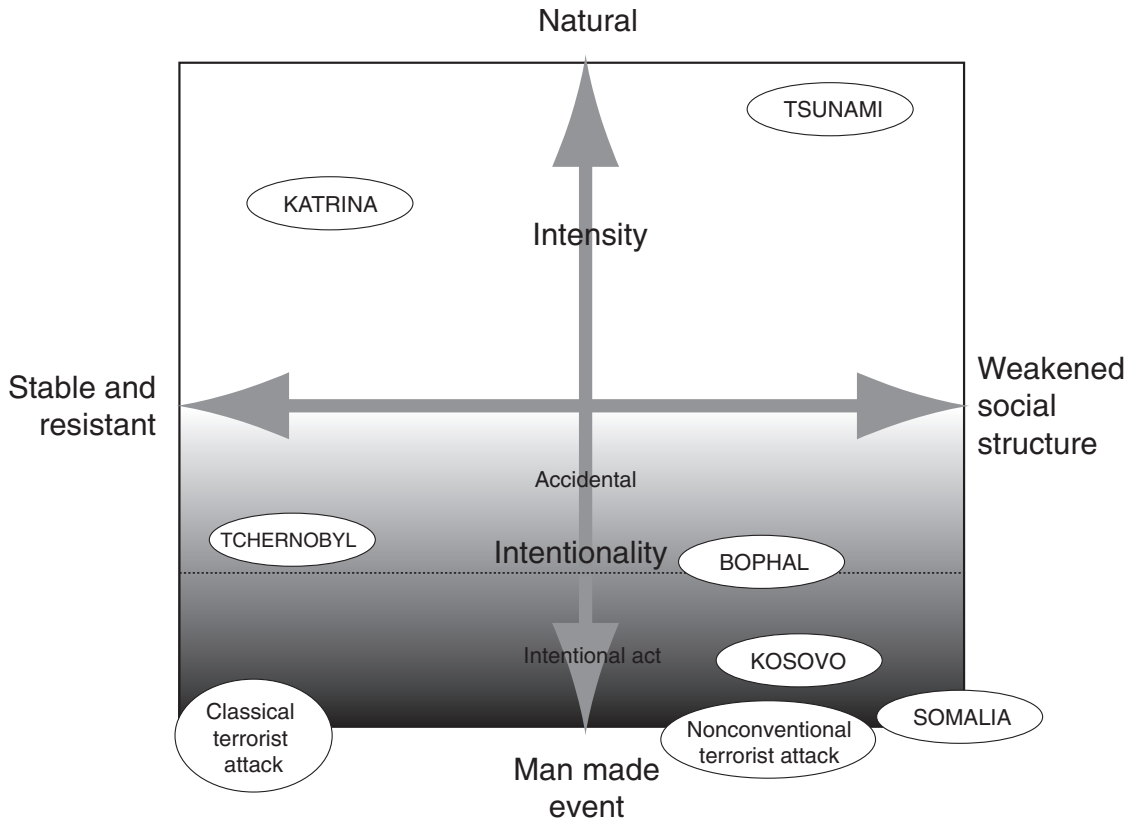 Natural
TSUNAMI
KATRINA
Intensity
Stable and
resistant
Weakened
social
structure
Accidental
TCHERNOBYL
Intentionality
BOPHAL
Intentional act
KOSOVO
Classical
terrorist
attack
Nonconventional
terrorist attack
SOMALIA
Man made
event